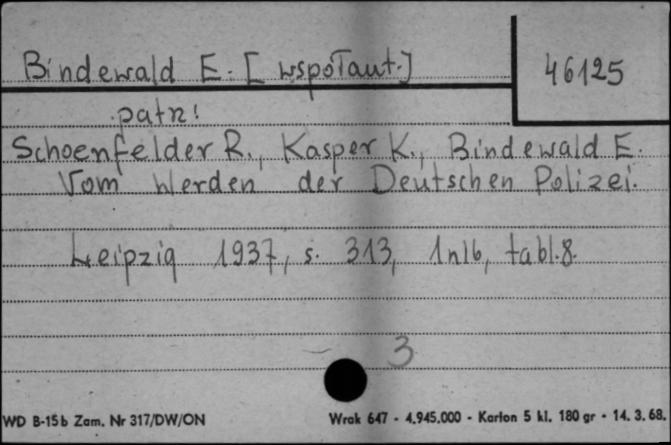 Bindewald E. [współaut.]
46125
patrz:
Schoenfelder R., Kasper K., Bindewald E.
Vom Werden der Deutschen Polizei.
Leipzig 1937, s. 313, 1nlb, tabl.8.
3
WD B-15b Zam. Nr 317/DW/ON
Wrak 647 - 4.945.000 - Karton 5 kl. 180 gr - 14. 3. 68.